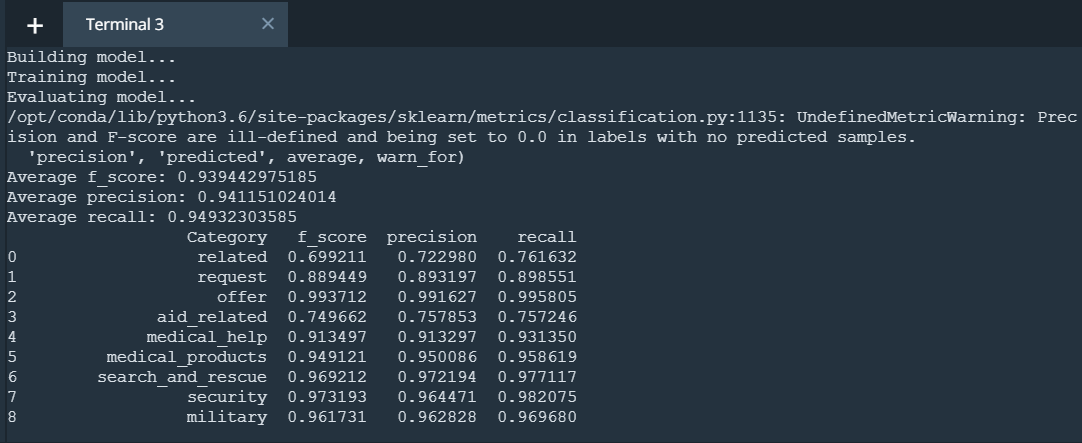 + Terminal 3 ×
Building model...
Training model...
Evaluating model...
/opt/conda/lib/python3.6/site-packages/sklearn/metrics/classification.py:1135: UndefinedMetricWarning: Prec
ision and F-score are ill-defined and being set to 0.0 in labels with no predicted samples.
  'precision', 'predicted', average, warn_for)
Average f_score: 0.939442975185
Average precision: 0.941151024014
Average recall: 0.94932303585
Category f_score precision recall
0 related 0.699211 0.722980 0.761632
1 request 0.889449 0.893197 0.898551
2 offer 0.993712 0.991627 0.995805
3 aid_related 0.749662 0.757853 0.757246
4 medical_help 0.913497 0.913297 0.931350
5 medical_products 0.949121 0.950086 0.958619
6 search_and_rescue 0.969212 0.972194 0.977117
7 security 0.973193 0.964471 0.982075
8 military 0.961731 0.962828 0.969680